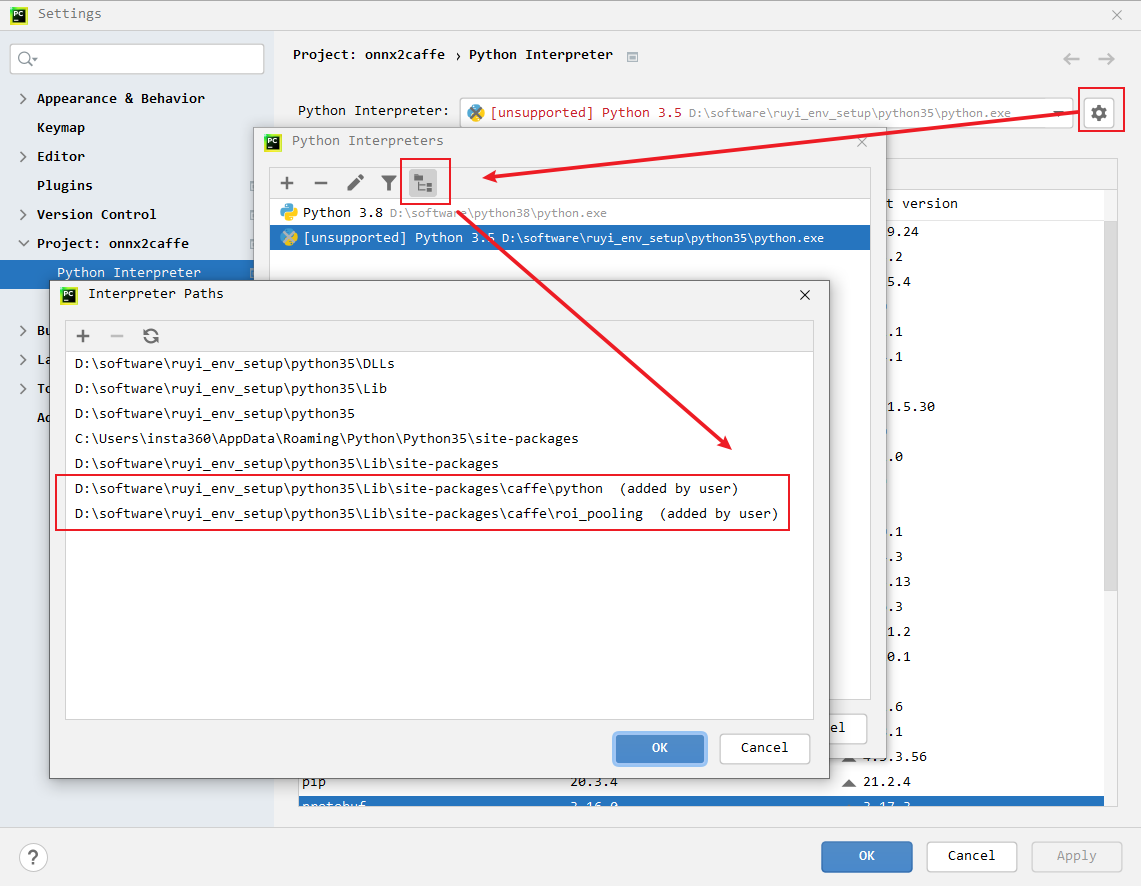 Settings
Project: onnx2caffe › Python Interpreter
Appearance & Behavior
Keymap
Editor
Plugins
Version Control
Project: onnx2caffe
Python Interpreter
Bu
La
To
Ad
Python Interpreter: [unsupported] Python 3.5 D:\software\ruyi_env_setup\python35\python.exe
Python Interpreters
Python 3.8 D:\software\python38\python.exe
[unsupported] Python 3.5 D:\software\ruyi_env_setup\python35\python.exe
Interpreter Paths
D:\software\ruyi_env_setup\python35\DLLs
D:\software\ruyi_env_setup\python35\Lib
D:\software\ruyi_env_setup\python35
C:\Users\insta360\AppData\Roaming\Python\Python35\site-packages
D:\software\ruyi_env_setup\python35\Lib\site-packages
D:\software\ruyi_env_setup\python35\Lib\site-packages\caffe\python (added by user)
D:\software\ruyi_env_setup\python35\Lib\site-packages\caffe\roi_pooling (added by user)
OK
Cancel
el
t version
9.24
.2
5.4
.1
.1
1.5.30
.0
.1
.3
.13
.3
1.2
0.1
.6
.1
4.5.3.56
pip 20.3.4 21.2.4
protobuf 3.16.0 3.17.3
?
OK
Cancel
Apply